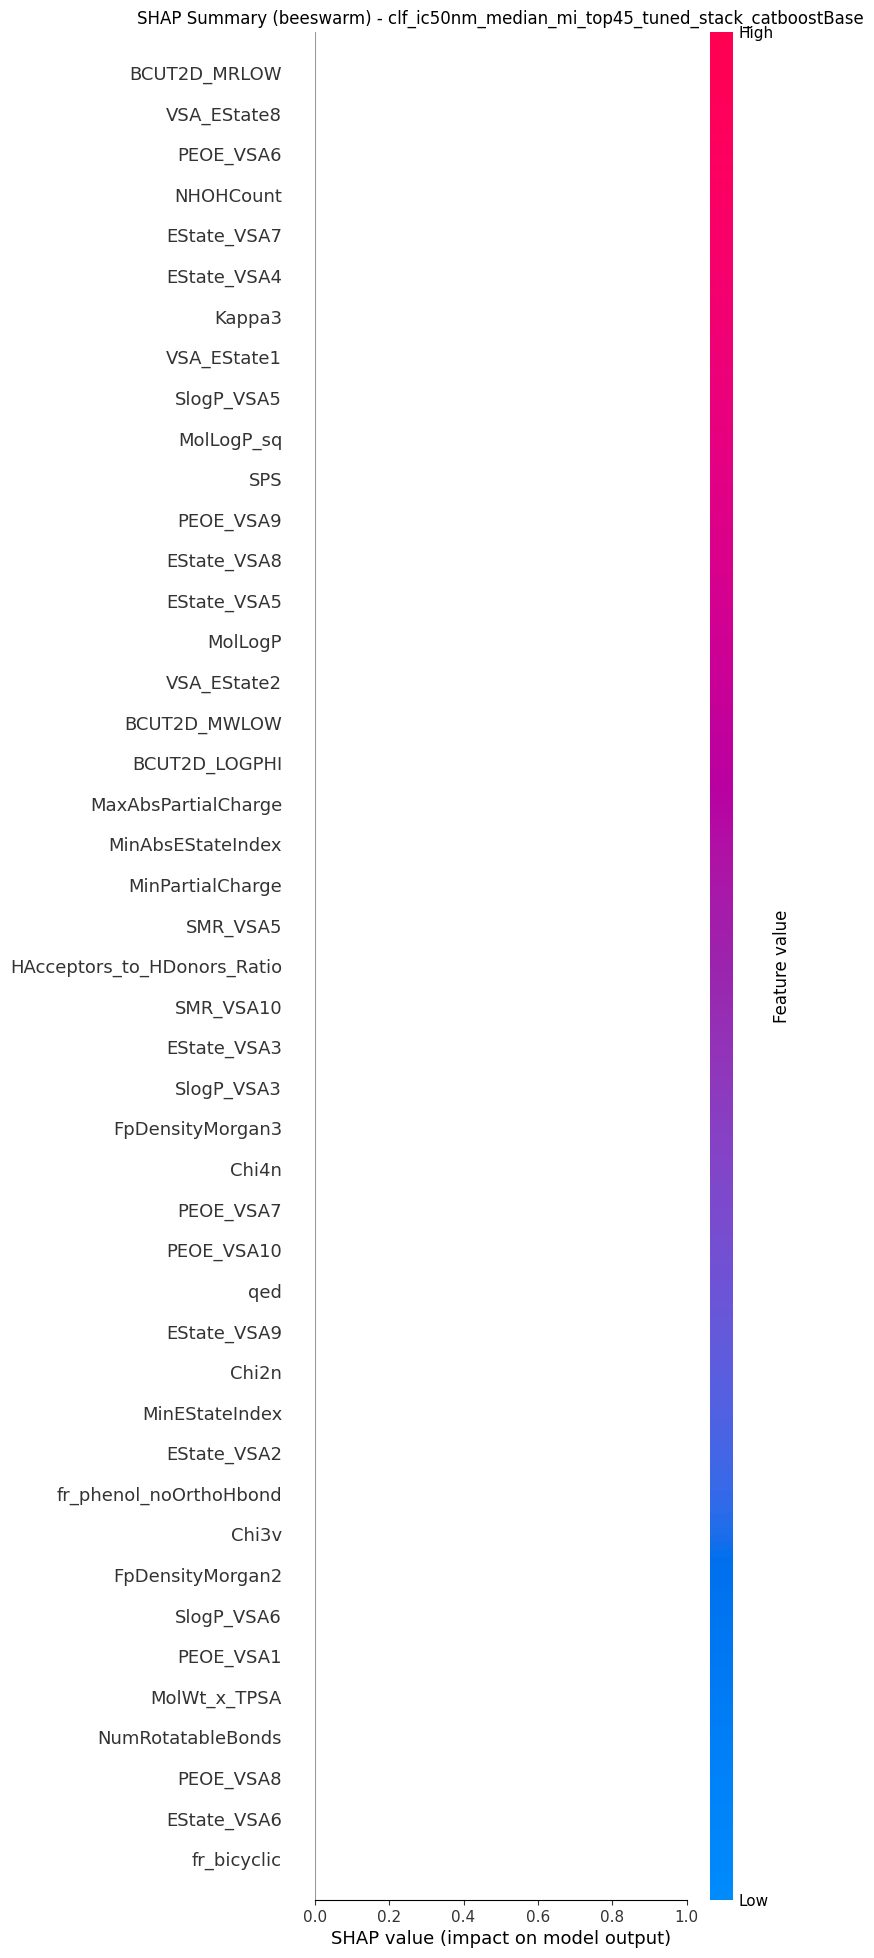 SHAP Summary (beeswarm) - clf_ic50nm_median_mi_top45_tuned_stack_catboostBase
High
BCUT2D_MRLOW
VSA_EState8
PEOE_VSA6
NHOHCount
EState_VSA7
EState_VSA4
Kappa3
VSA_EState1
SlogP_VSA5
MolLogP_sq
SPS
PEOE_VSA9
EState_VSA8
EState_VSA5
MolLogP
VSA_EState2
BCUT2D_MWLOW
BCUT2D_LOGPHI
MaxAbsPartialCharge
MinAbsEStateIndex
MinPartialCharge
SMR_VSA5
HAcceptors_to_HDonors_Ratio
SMR_VSA10
EState_VSA3
SlogP_VSA3
FpDensityMorgan3
Chi4n
PEOE_VSA7
PEOE_VSA10
qed
EState_VSA9
Chi2n
MinEStateIndex
EState_VSA2
fr_phenol_noOrthoHbond
Chi3v
FpDensityMorgan2
SlogP_VSA6
PEOE_VSA1
MolWt_x_TPSA
NumRotatableBonds
PEOE_VSA8
EState_VSA6
fr_bicyclic
Feature value
Low
0.0 0.2 0.4 0.6 0.8 1.0
SHAP value (impact on model output)